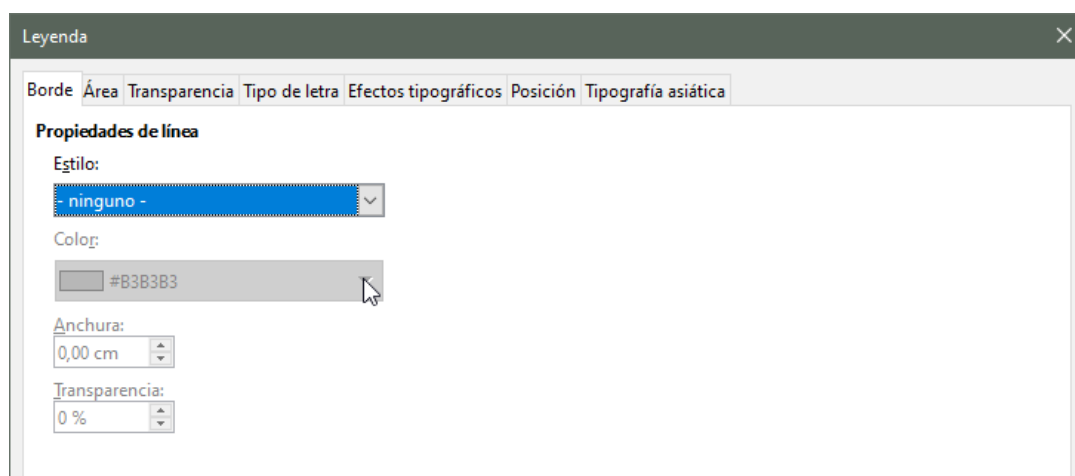 Leyenda
Borde Área Transparencia Tipo de letra Efectos tipográficos Posición Tipografía asiática
Propiedades de línea
Estilo:
- ninguno -
Color:
#B3B3B3
Anchura:
0,00 cm
Transparencia:
0 %